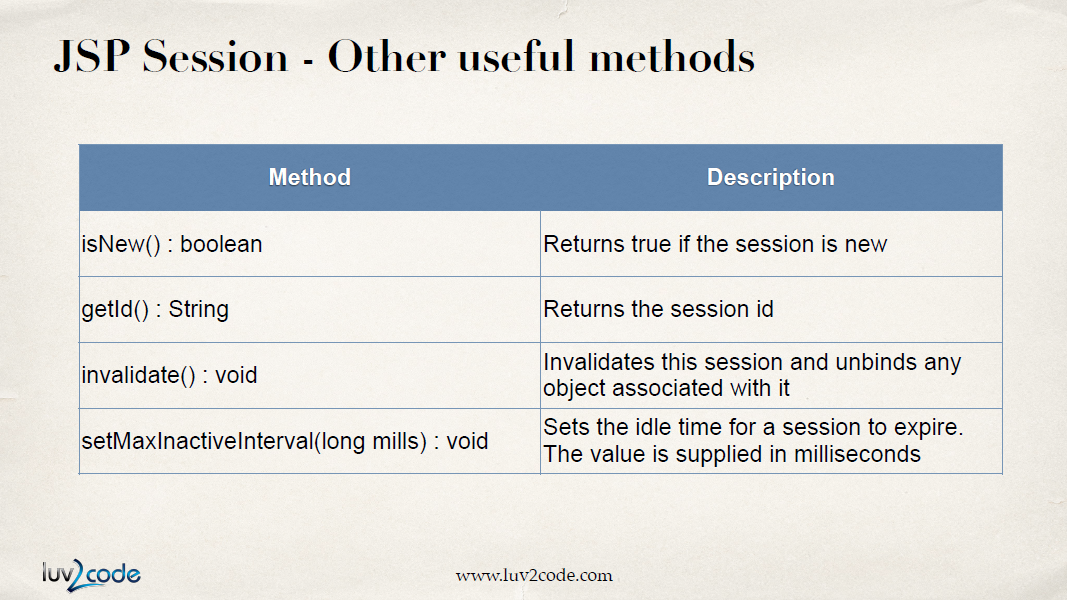 JSP Session - Other useful methods
Method
Description
isNew() : boolean
Returns true if the session is new
getId() : String
Returns the session id
invalidate() : void
Invalidates this session and unbinds any
object associated with it
setMaxInactiveInterval(long mills) : void
Sets the idle time for a session to expire.
The value is supplied in milliseconds
luv2code
www.luv2code.com